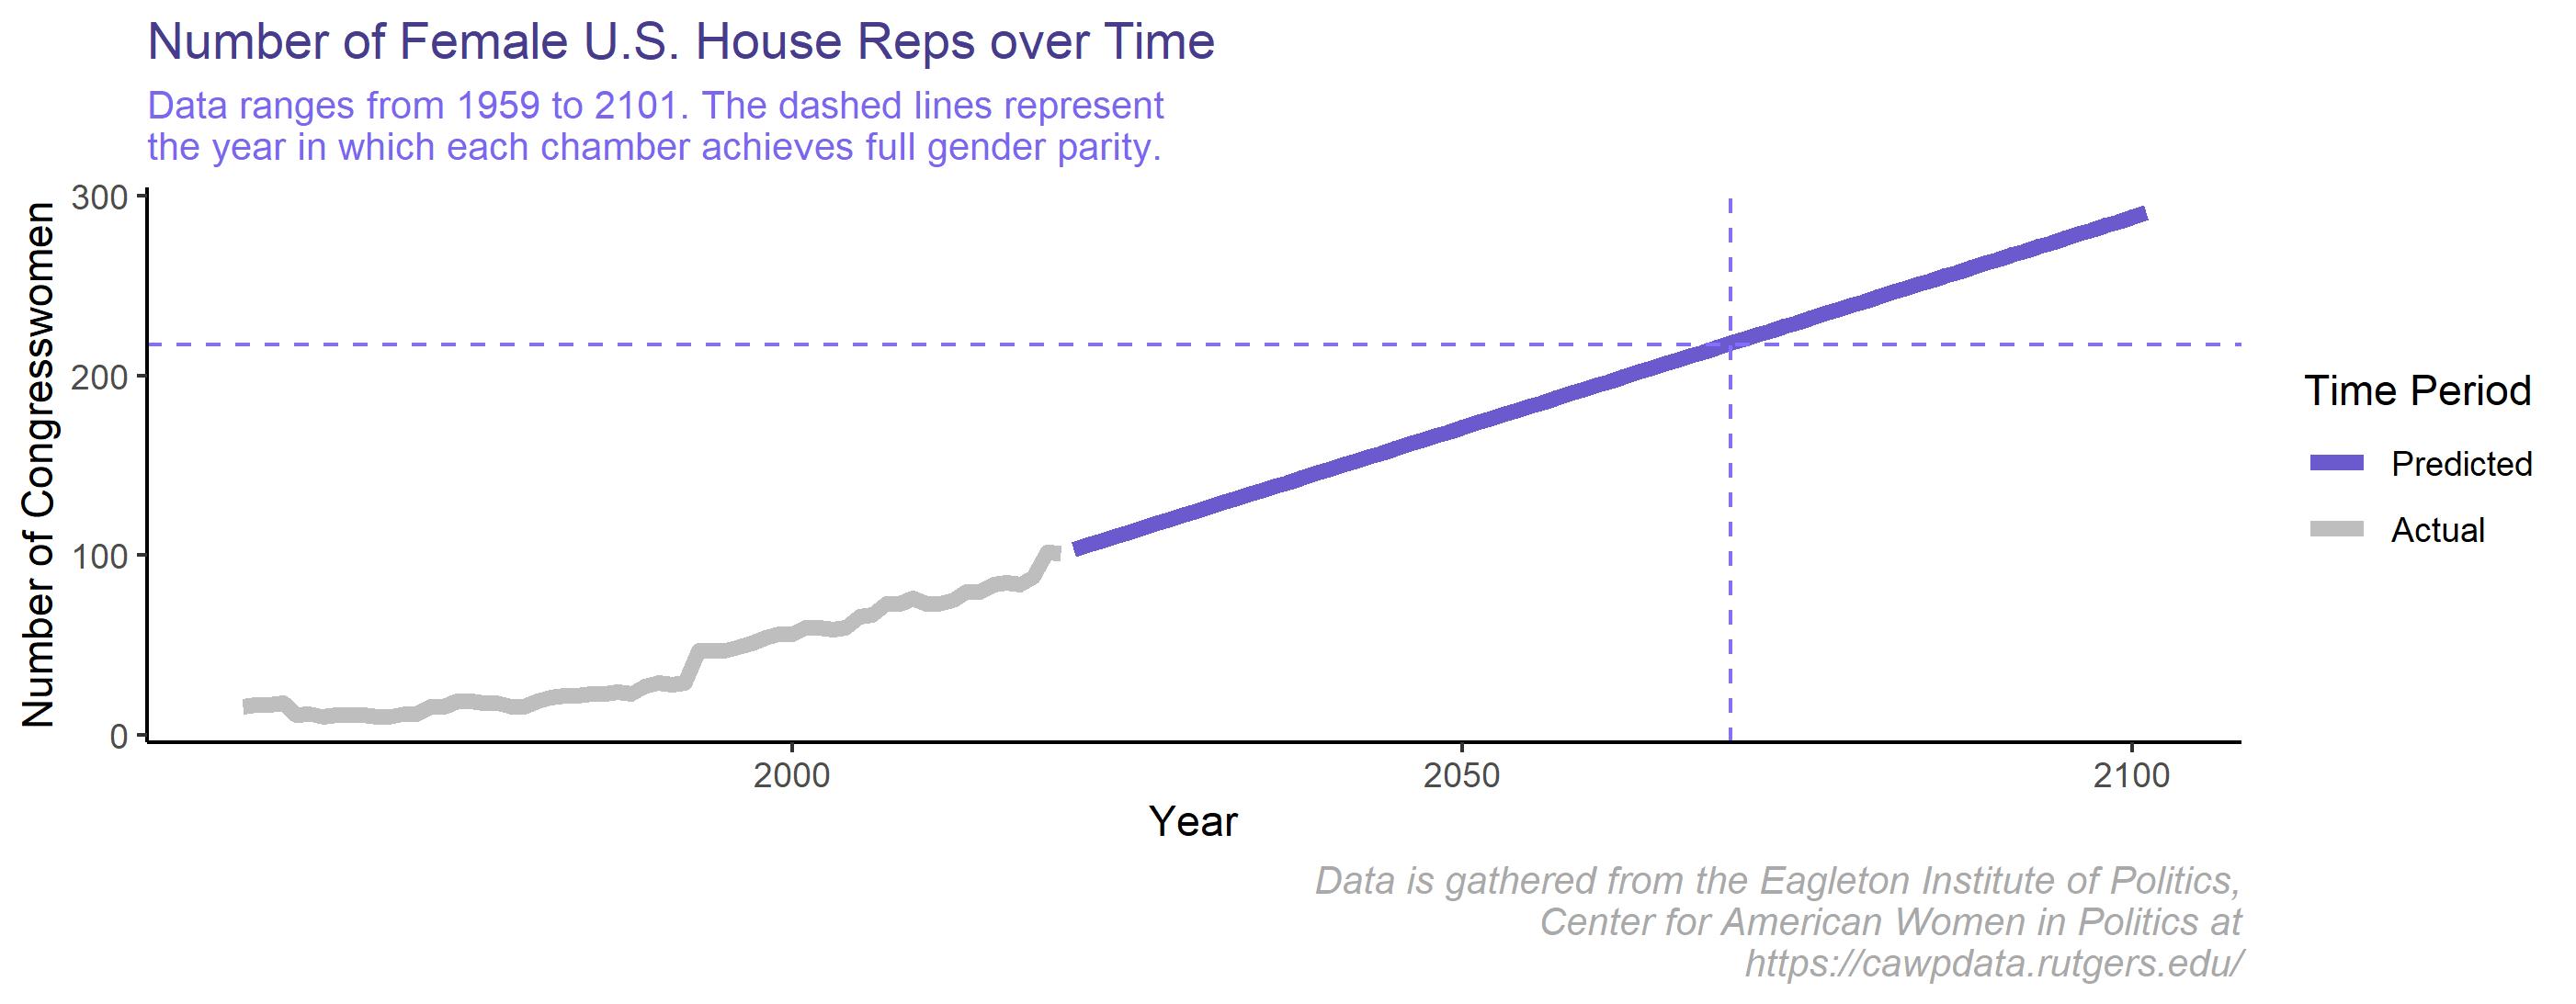 Number of Female U.S. House Reps over Time
Data ranges from 1959 to 2101. The dashed lines represent
the year in which each chamber achieves full gender parity.
Number of Congresswomen
300
200
100
0
2000
2050
2100
Year
Time Period
Predicted
Actual
Data is gathered from the Eagleton Institute of Politics,
Center for American Women in Politics at
https://cawpdata.rutgers.edu/